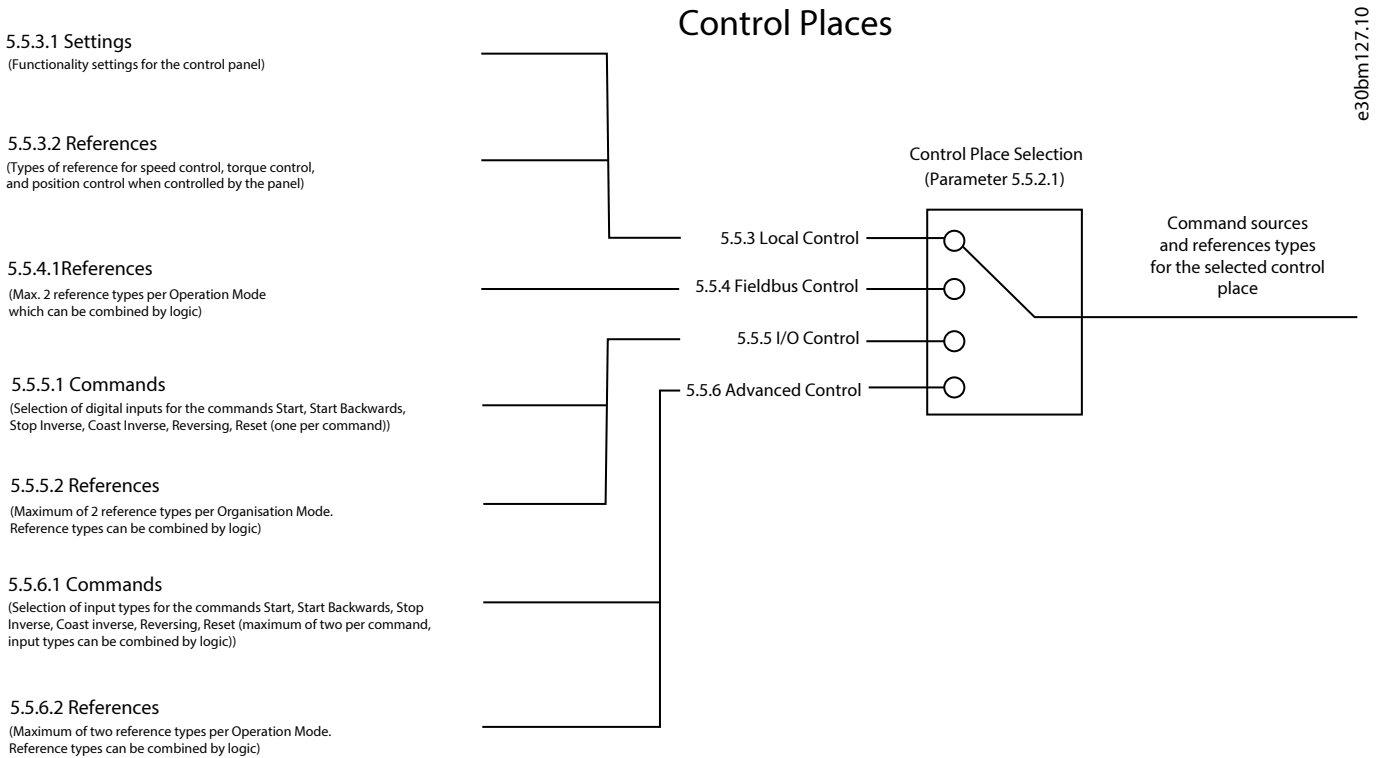 Control Places
e30bm127.10
5.5.3.1 Settings
(Functionality settings for the control panel)
5.5.3.2 References
(Types of reference for speed control, torque control,
and position control when controlled by the panel)
5.5.4.1References
(Max. 2 reference types per Operation Mode
which can be combined by logic)
5.5.5.1 Commands
(Selection of digital inputs for the commands Start, Start Backwards,
Stop Inverse, Coast Inverse, Reversing, Reset (one per command))
5.5.5.2 References
(Maximum of 2 reference types per Organisation Mode.
Reference types can be combined by logic)
5.5.6.1 Commands
(Selection of input types for the commands Start, Start Backwards, Stop
Inverse, Coast inverse, Reversing, Reset (maximum of two per command,
input types can be combined by logic))
5.5.6.2 References
(Maximum of two reference types per Operation Mode.
Reference types can be combined by logic)
5.5.3 Local Control
5.5.4 Fieldbus Control
5.5.5 I/O Control
5.5.6 Advanced Control
Control Place Selection
(Parameter 5.5.2.1)
Command sources
and references types
for the selected control
place